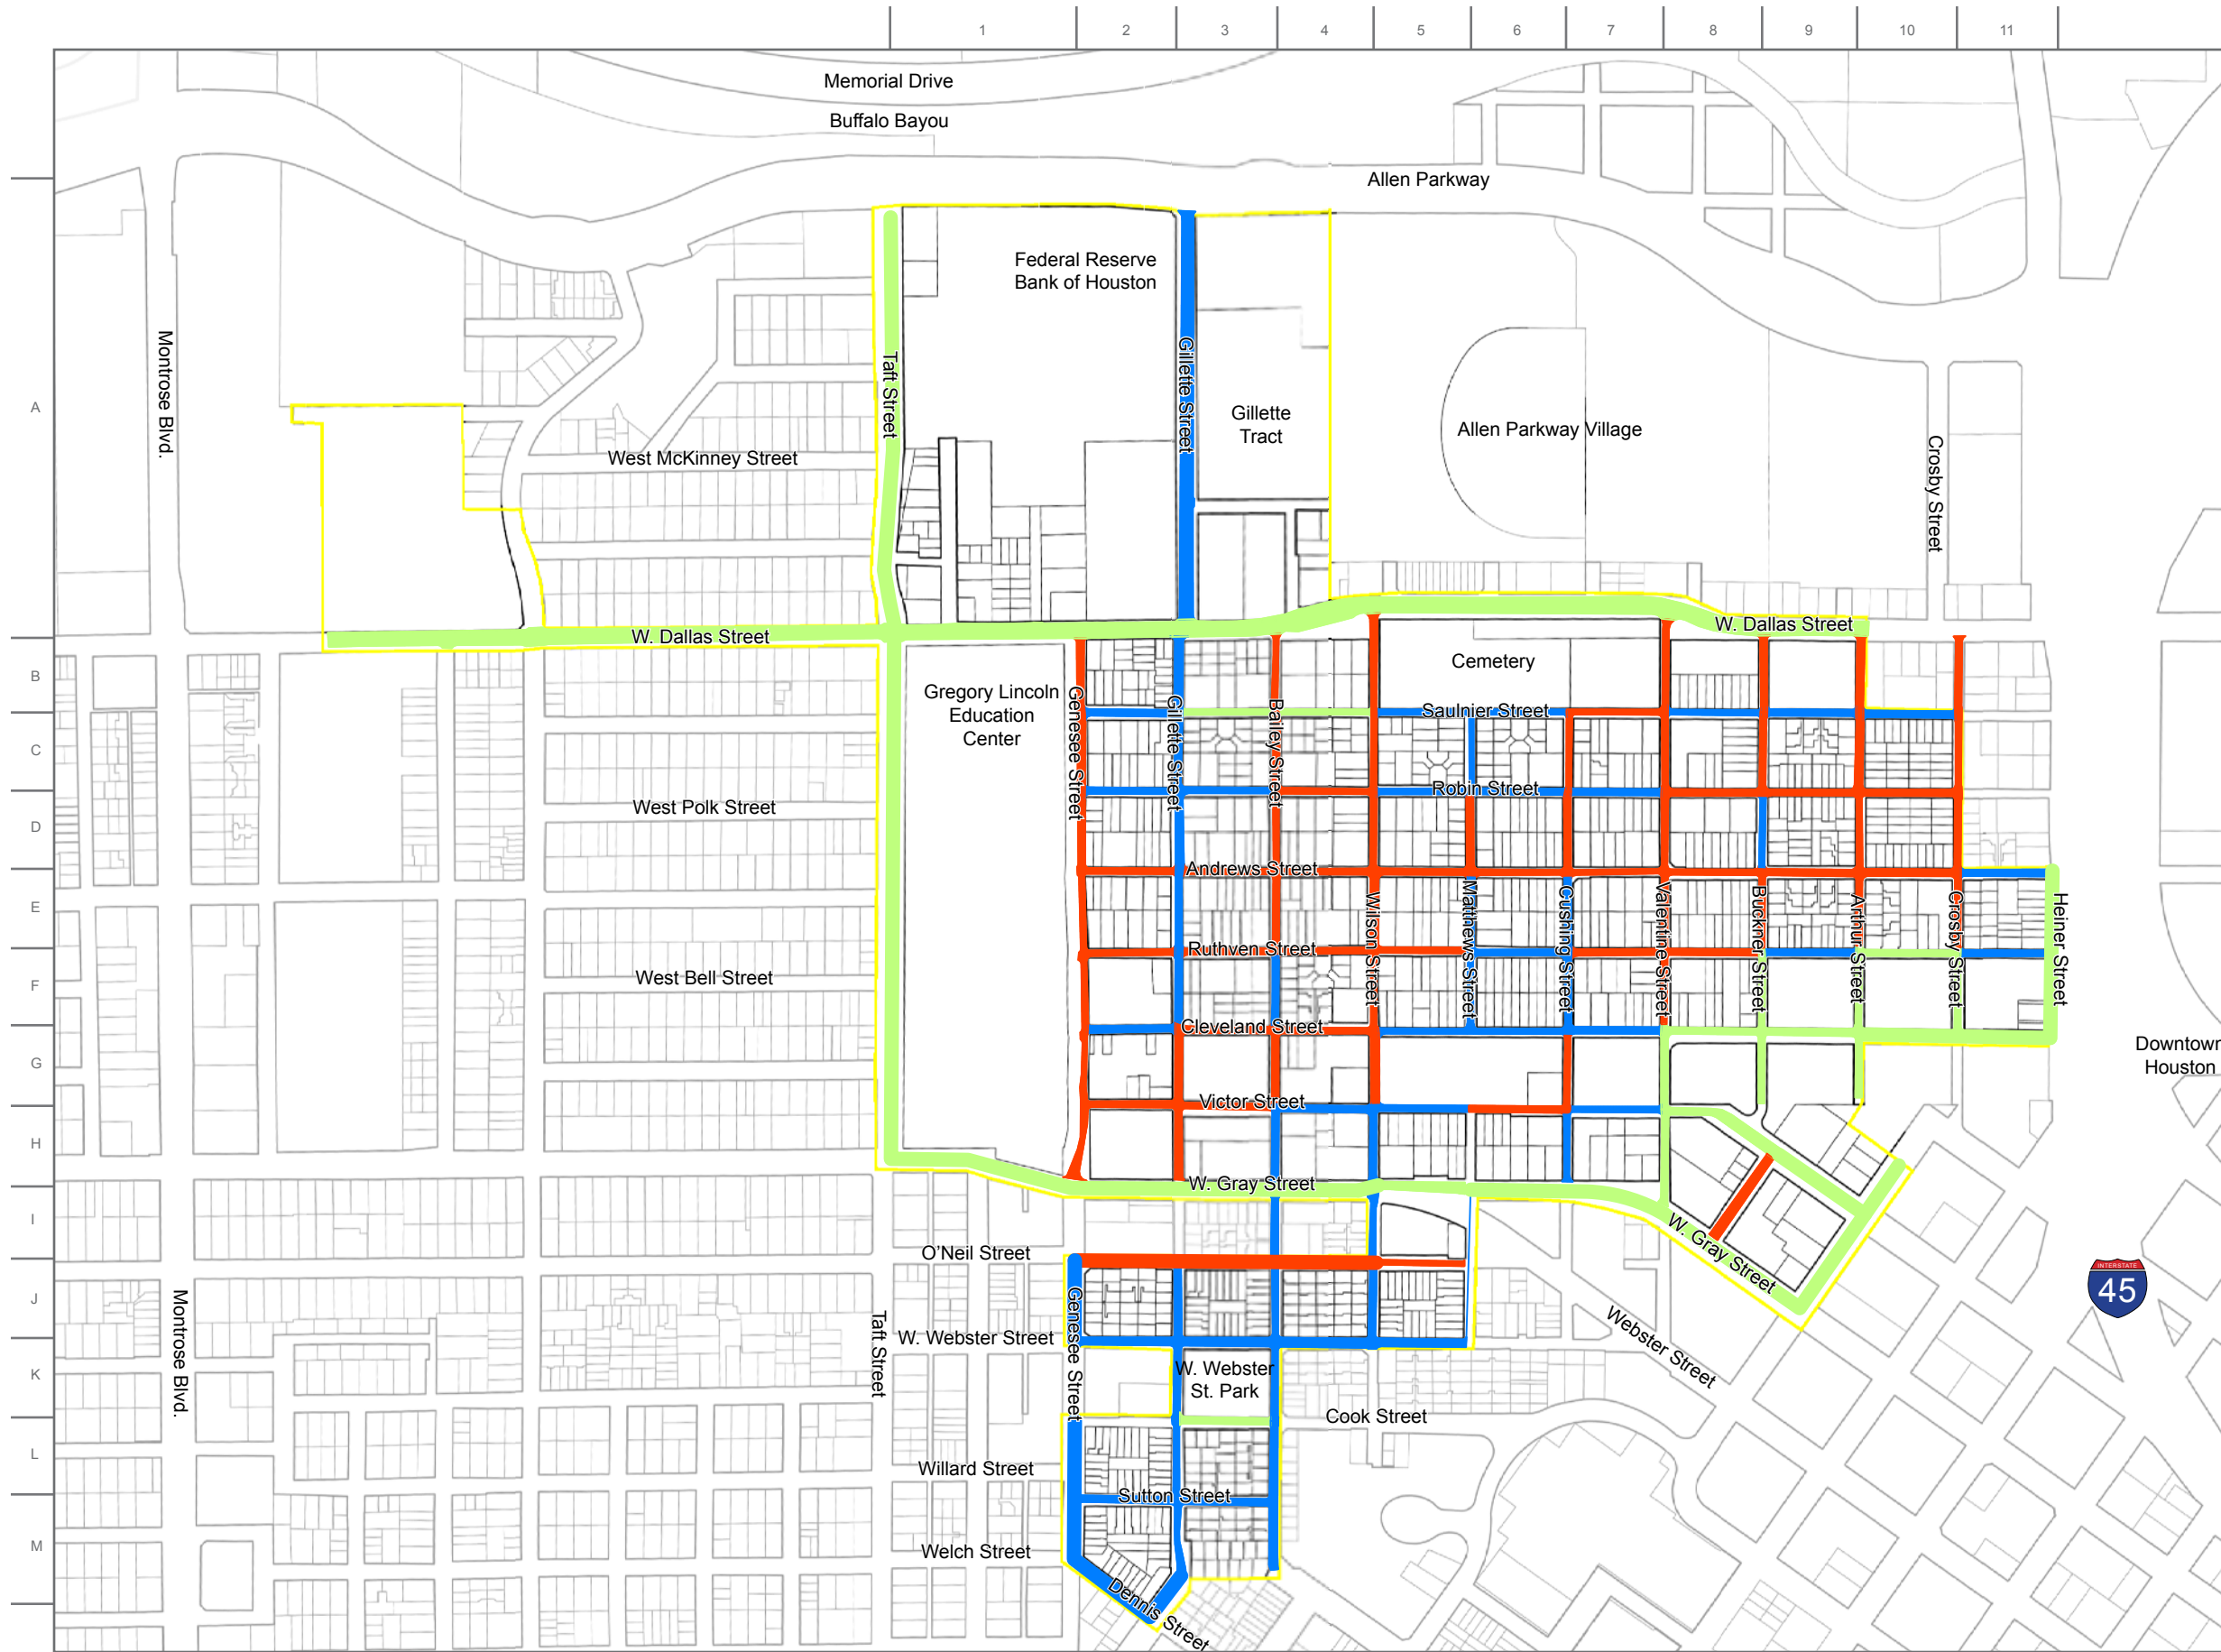 1 2 3 4 5 6 7 8 9 10 11
Memorial Drive
Buffalo Bayou
Allen Parkway
Federal Reserve
Bank of Houston
Montrose Blvd.
Taft Street
Gillette Street
A
Gillette
Tract
Allen Parkway Village
West McKinney Street
Crosby Street
W. Dallas Street
W. Dallas Street
B
Cemetery
Gregory Lincoln
Education
Center
Genesee Street
Gillette Street
Bailey Street
Saulnier Street
C
Robin Street
West Polk Street
D
Andrews Street
E
Wilson Street
Matthews Street
Cushing Street
Valentine Street
Buckner Street
Arthur Street
Crosby Street
Heiner Street
Ruthven Street
West Bell Street
F
Cleveland Street
G
Downtown
Houston
Victor Street
H
W. Gray Street
I
W. Gray Street
O'Neil Street
INTERSTATE
45
J
Montrose Blvd.
Taft Street
Genesee Street
W. Webster Street
Webster Street
K
W. Webster
St. Park
Cook Street
L
Willard Street
Sutton Street
M
Welch Street
Dennis Street